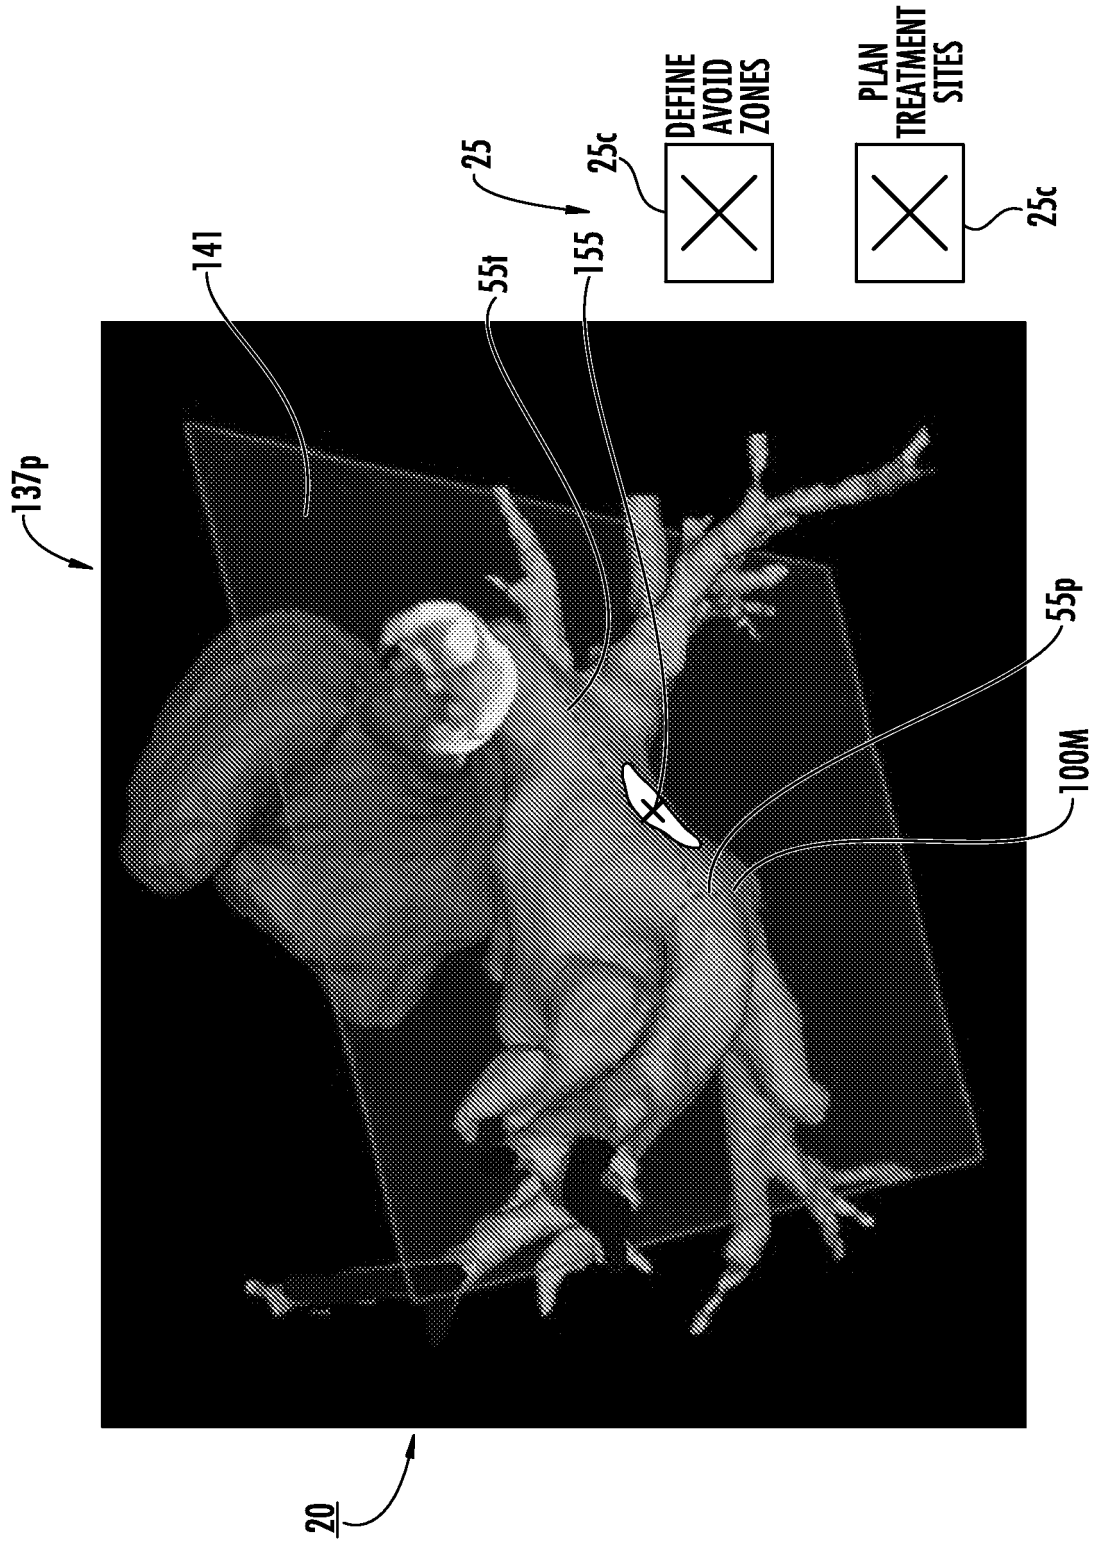 137p
141
25
55t
155
25c
DEFINE
AVOID
ZONES
PLAN
TREATMENT
SITES
25c
55p
100M
20